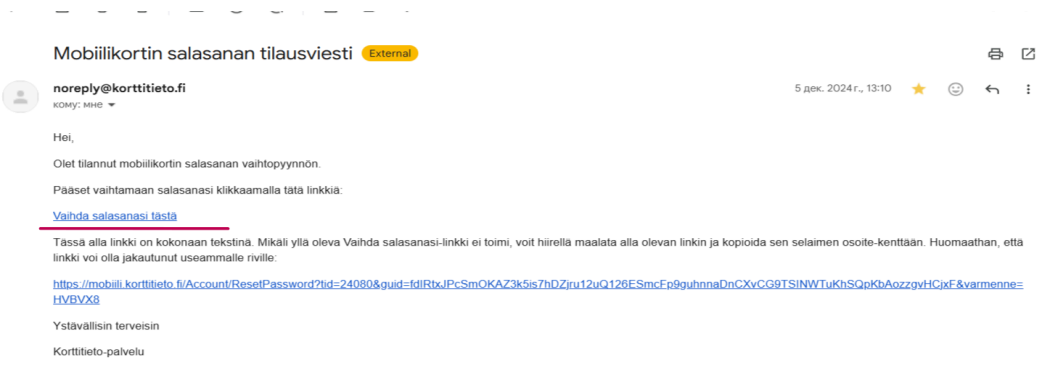 Mobiilikortin salasanan tilausviesti External
noreply@korttitieto.fi
кому: мне
5 дек. 2024 г., 13:10
Hei,
Olet tilannut mobiilikortin salasanan vaihtopyynnön.
Pääset vaihtamaan salasanasi klikkaamalla tätä linkkiä:
Vaihda salasanasi tästä
Tässä alla linkki on kokonaan tekstinä. Mikäli yllä oleva Vaihda salasanasi-linkki ei toimi, voit hiirellä maalata alla olevan linkin ja kopioida sen selaimen osoite-kenttään. Huomaathan, että
linkki voi olla jakautunut useammalle riville:
https://mobiili.korttitieto.fi/Account/ResetPassword?tid=24080&guid=fdIRtxJPcSmOKAZ3k5is7hDZjru12uQ126ESmcFp9guhnnaDnCXvCG9TSINWTuKhSQpKbAozzgvHCjxF&varmenne=
HVBVX8
Ystävällisin terveisin
Korttitieto-palvelu